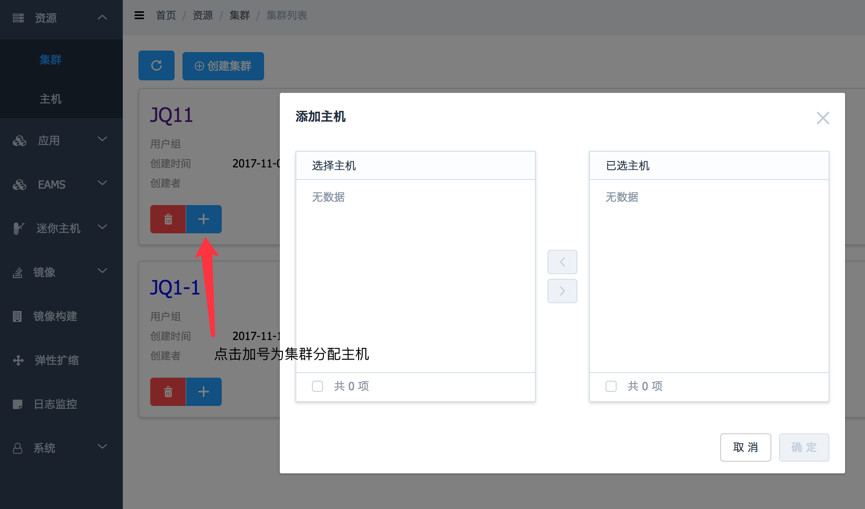 资源
集群
主机
应用
EAMS
迷你主机
镜像
镜像构建
弹性扩缩
日志监控
系统
首页 / 资源 / 集群 / 集群列表
创建集群
JQ11
用户组
创建时间 2017-11-0
创建者
JQ1-1
用户组
创建时间 2017-11-1
创建者
点击加号为集群分配主机
添加主机
选择主机
无数据
共 0 项
已选主机
无数据
共 0 项
取 消
确 定